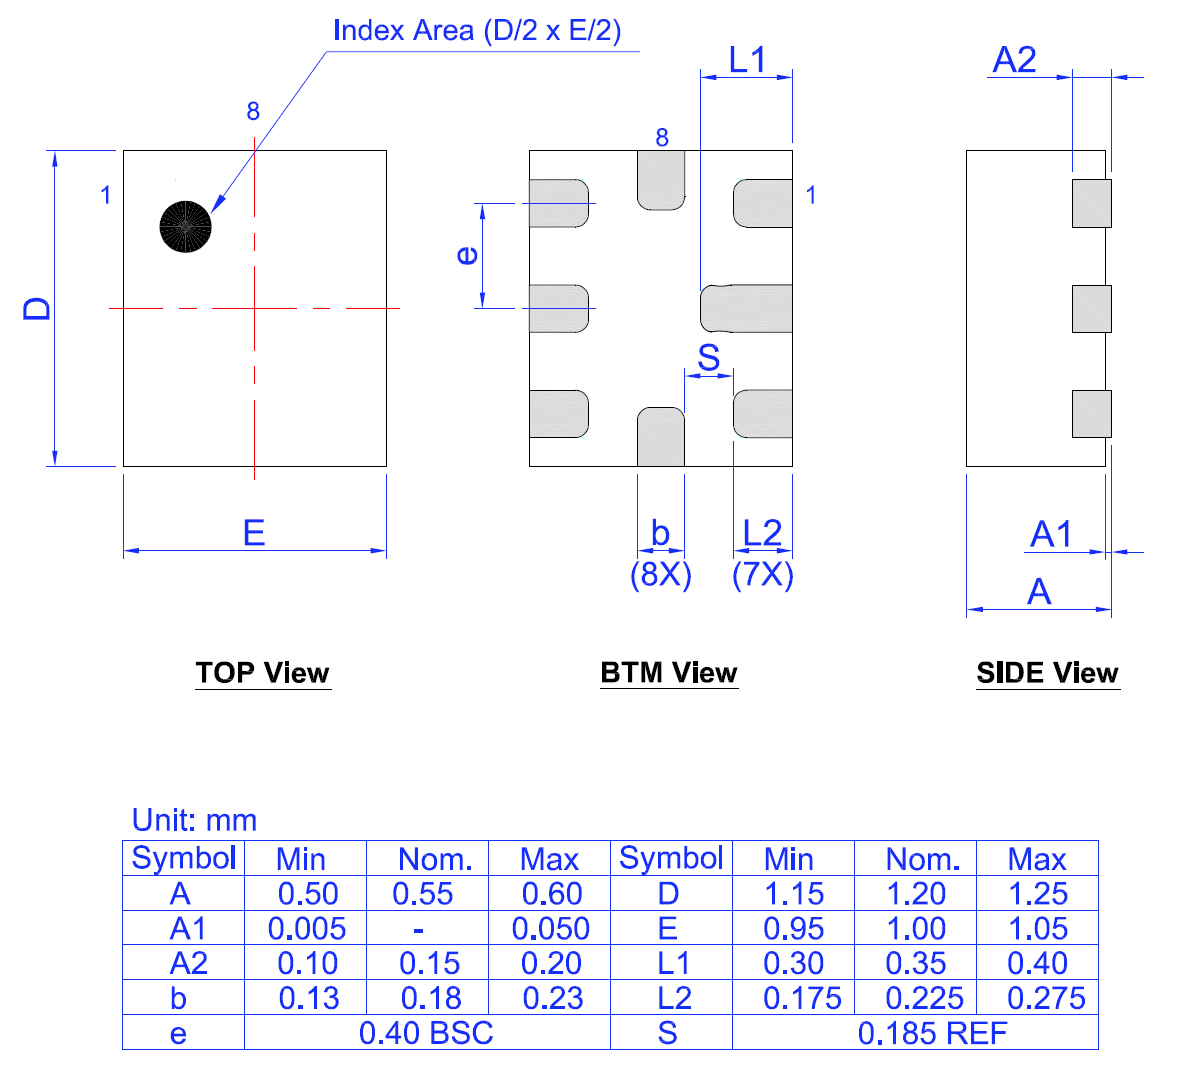 Index Area (D/2 x E/2)
8
1
D
E
TOP View
L1
8
1
e
S
b
(8X)
L2
(7X)
BTM View
A2
A1
A
SIDE View
Unit: mm
Symbol Min Nom. Max Symbol Min Nom. Max
A 0.50 0.55 0.60 D 1.15 1.20 1.25
A1 0.005 - 0.050 E 0.95 1.00 1.05
A2 0.10 0.15 0.20 L1 0.30 0.35 0.40
b 0.13 0.18 0.23 L2 0.175 0.225 0.275
e 0.40 BSC S 0.185 REF